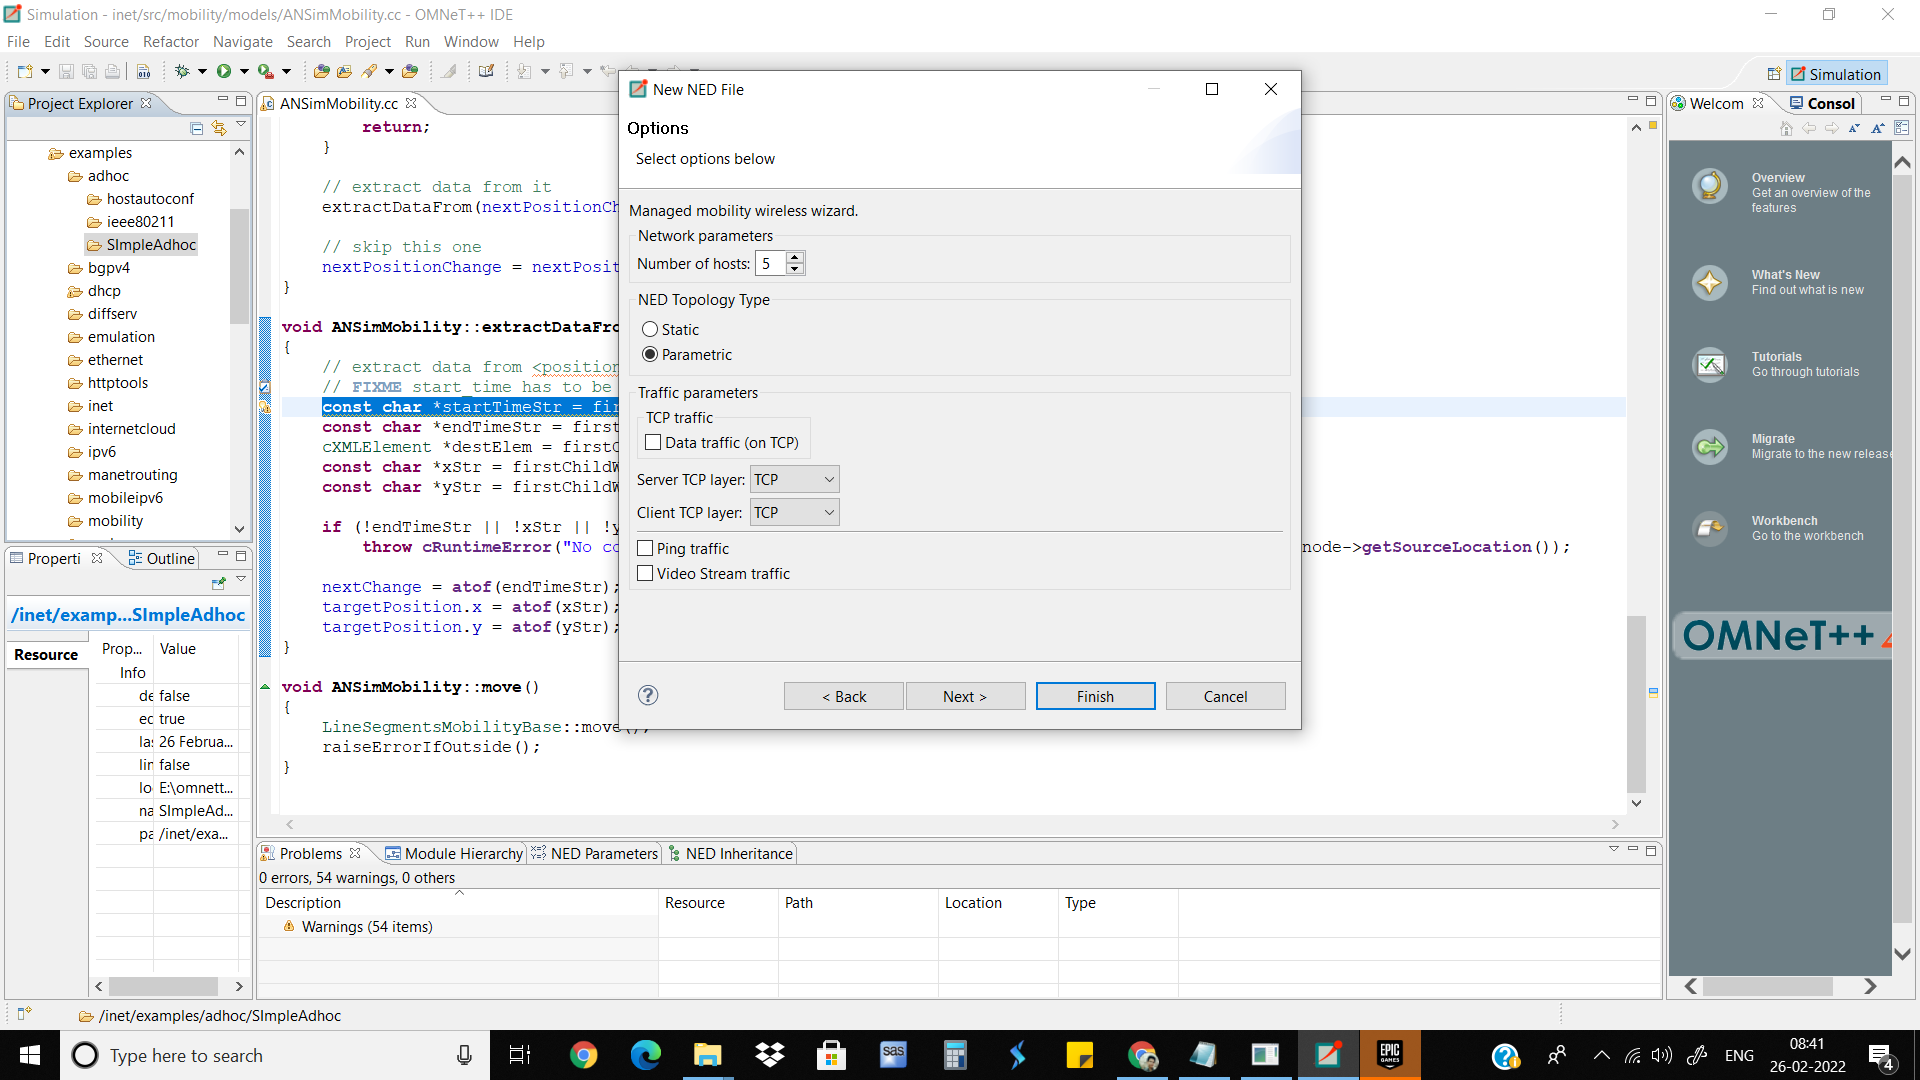 Simulation - inet/src/mobility/models/ANSimMobility.cc - OMNeT++ IDE
File Edit Source Refactor Navigate Search Project Run Window Help
Simulation
Project Explorer
examples
adhoc
hostautoconf
ieee80211
SImpleAdhoc
bgpv4
dhcp
diffserv
emulation
ethernet
httptools
inet
internetcloud
ipv6
manetrouting
mobileipv6
mobility
Properti
Outline
/inet/examp...SImpleAdhoc
Resource
Prop... Value
Info
de false
ec true
la: 26 Februa...
lir false
lo E:\omnett...
na SImpleAd...
pa /inet/exa...
ANSimMobility.cc
return;
}
// extract data from it
extractDataFrom(nextPositionCh
// skip this one
nextPositionChange = nextPosit
}
void ANSimMobility::extractDataFro
{
// extract data from <position
// FIXME start_time has to be
const char *startTimeStr = fir
const char *endTimeStr = first
cXMLElement *destElem = firstC
const char *xStr = firstChildW
const char *yStr = firstChildW
if (!endTimeStr || !xStr || !y
throw cRuntimeError("No co
node->getSourceLocation());
nextChange = atof(endTimeStr);
targetPosition.x = atof(xStr);
targetPosition.y = atof(yStr);
}
void ANSimMobility::move()
{
LineSegmentsMobilityBase::move();
raiseErrorIfOutside();
}
New NED File
Options
Select options below
Managed mobility wireless wizard.
Network parameters
Number of hosts: 5
NED Topology Type
Static
Parametric
Traffic parameters
TCP traffic
Data traffic (on TCP)
Server TCP layer: TCP
Client TCP layer: TCP
Ping traffic
Video Stream traffic
?
< Back
Next >
Finish
Cancel
Welcom
Consol
Overview
Get an overview of the
features
What's New
Find out what is new
Tutorials
Go through tutorials
Migrate
Migrate to the new release
Workbench
Go to the workbench
OMNeT++
Problems
Module Hierarchy
NED Parameters
NED Inheritance
0 errors, 54 warnings, 0 others
Description Resource Path Location Type
Warnings (54 items)
/inet/examples/adhoc/SImpleAdhoc
Type here to search
sas
EPIC
GAMES
ENG
08:41
26-02-2022
4